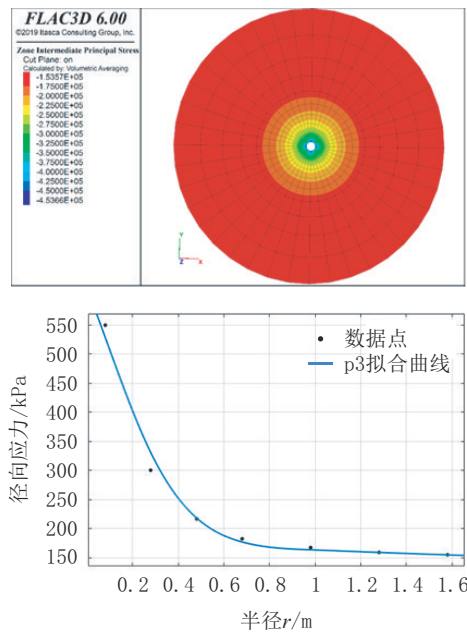 FLAC3D 6.00
©2019 Itasca Consulting Group, Inc.
Zone Intermediate Principal Stress
Cut Plane: on
Calculated by: Volumetric Averaging
-1.5357E+05
-1.7500E+05
-2.0000E+05
-2.2500E+05
-2.5000E+05
-2.7500E+05
-3.0000E+05
-3.2500E+05
-3.5000E+05
-3.7500E+05
-4.0000E+05
-4.2500E+05
-4.5000E+05
-4.5366E+05
Y
Z X
数据点
p3拟合曲线
550
500
450
400
350
300
250
200
150
径向应力/kPa
0.2 0.4 0.6 0.8 1 1.2 1.4 1.6
半径r/m